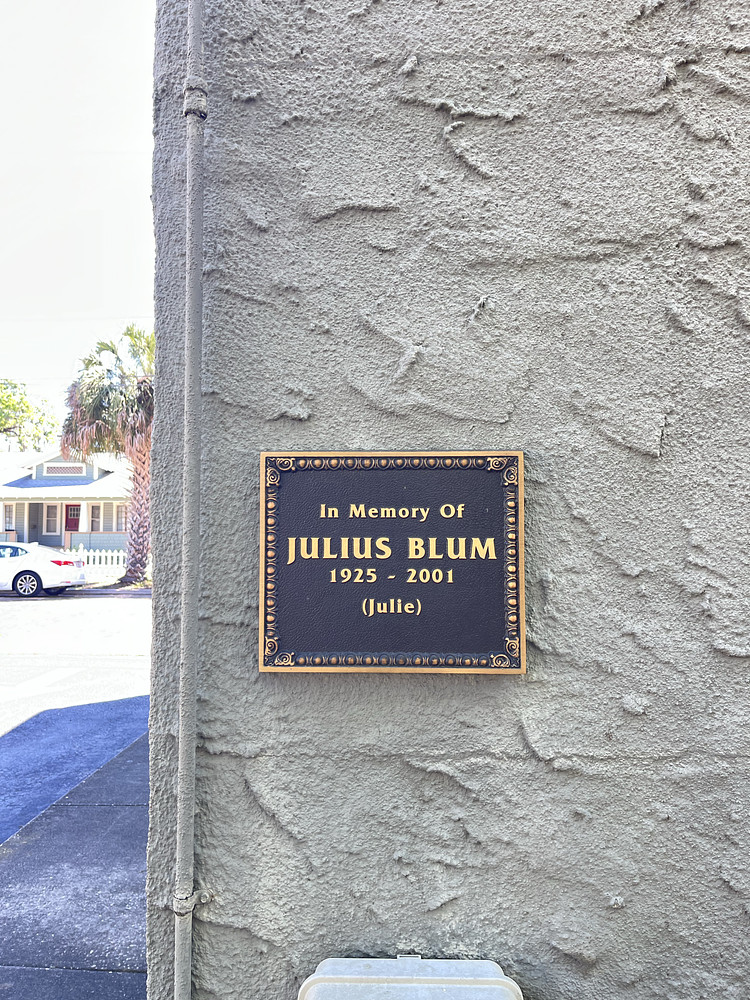 In Memory Of
JULIUS BLUM
1925 - 2001
(Julie)